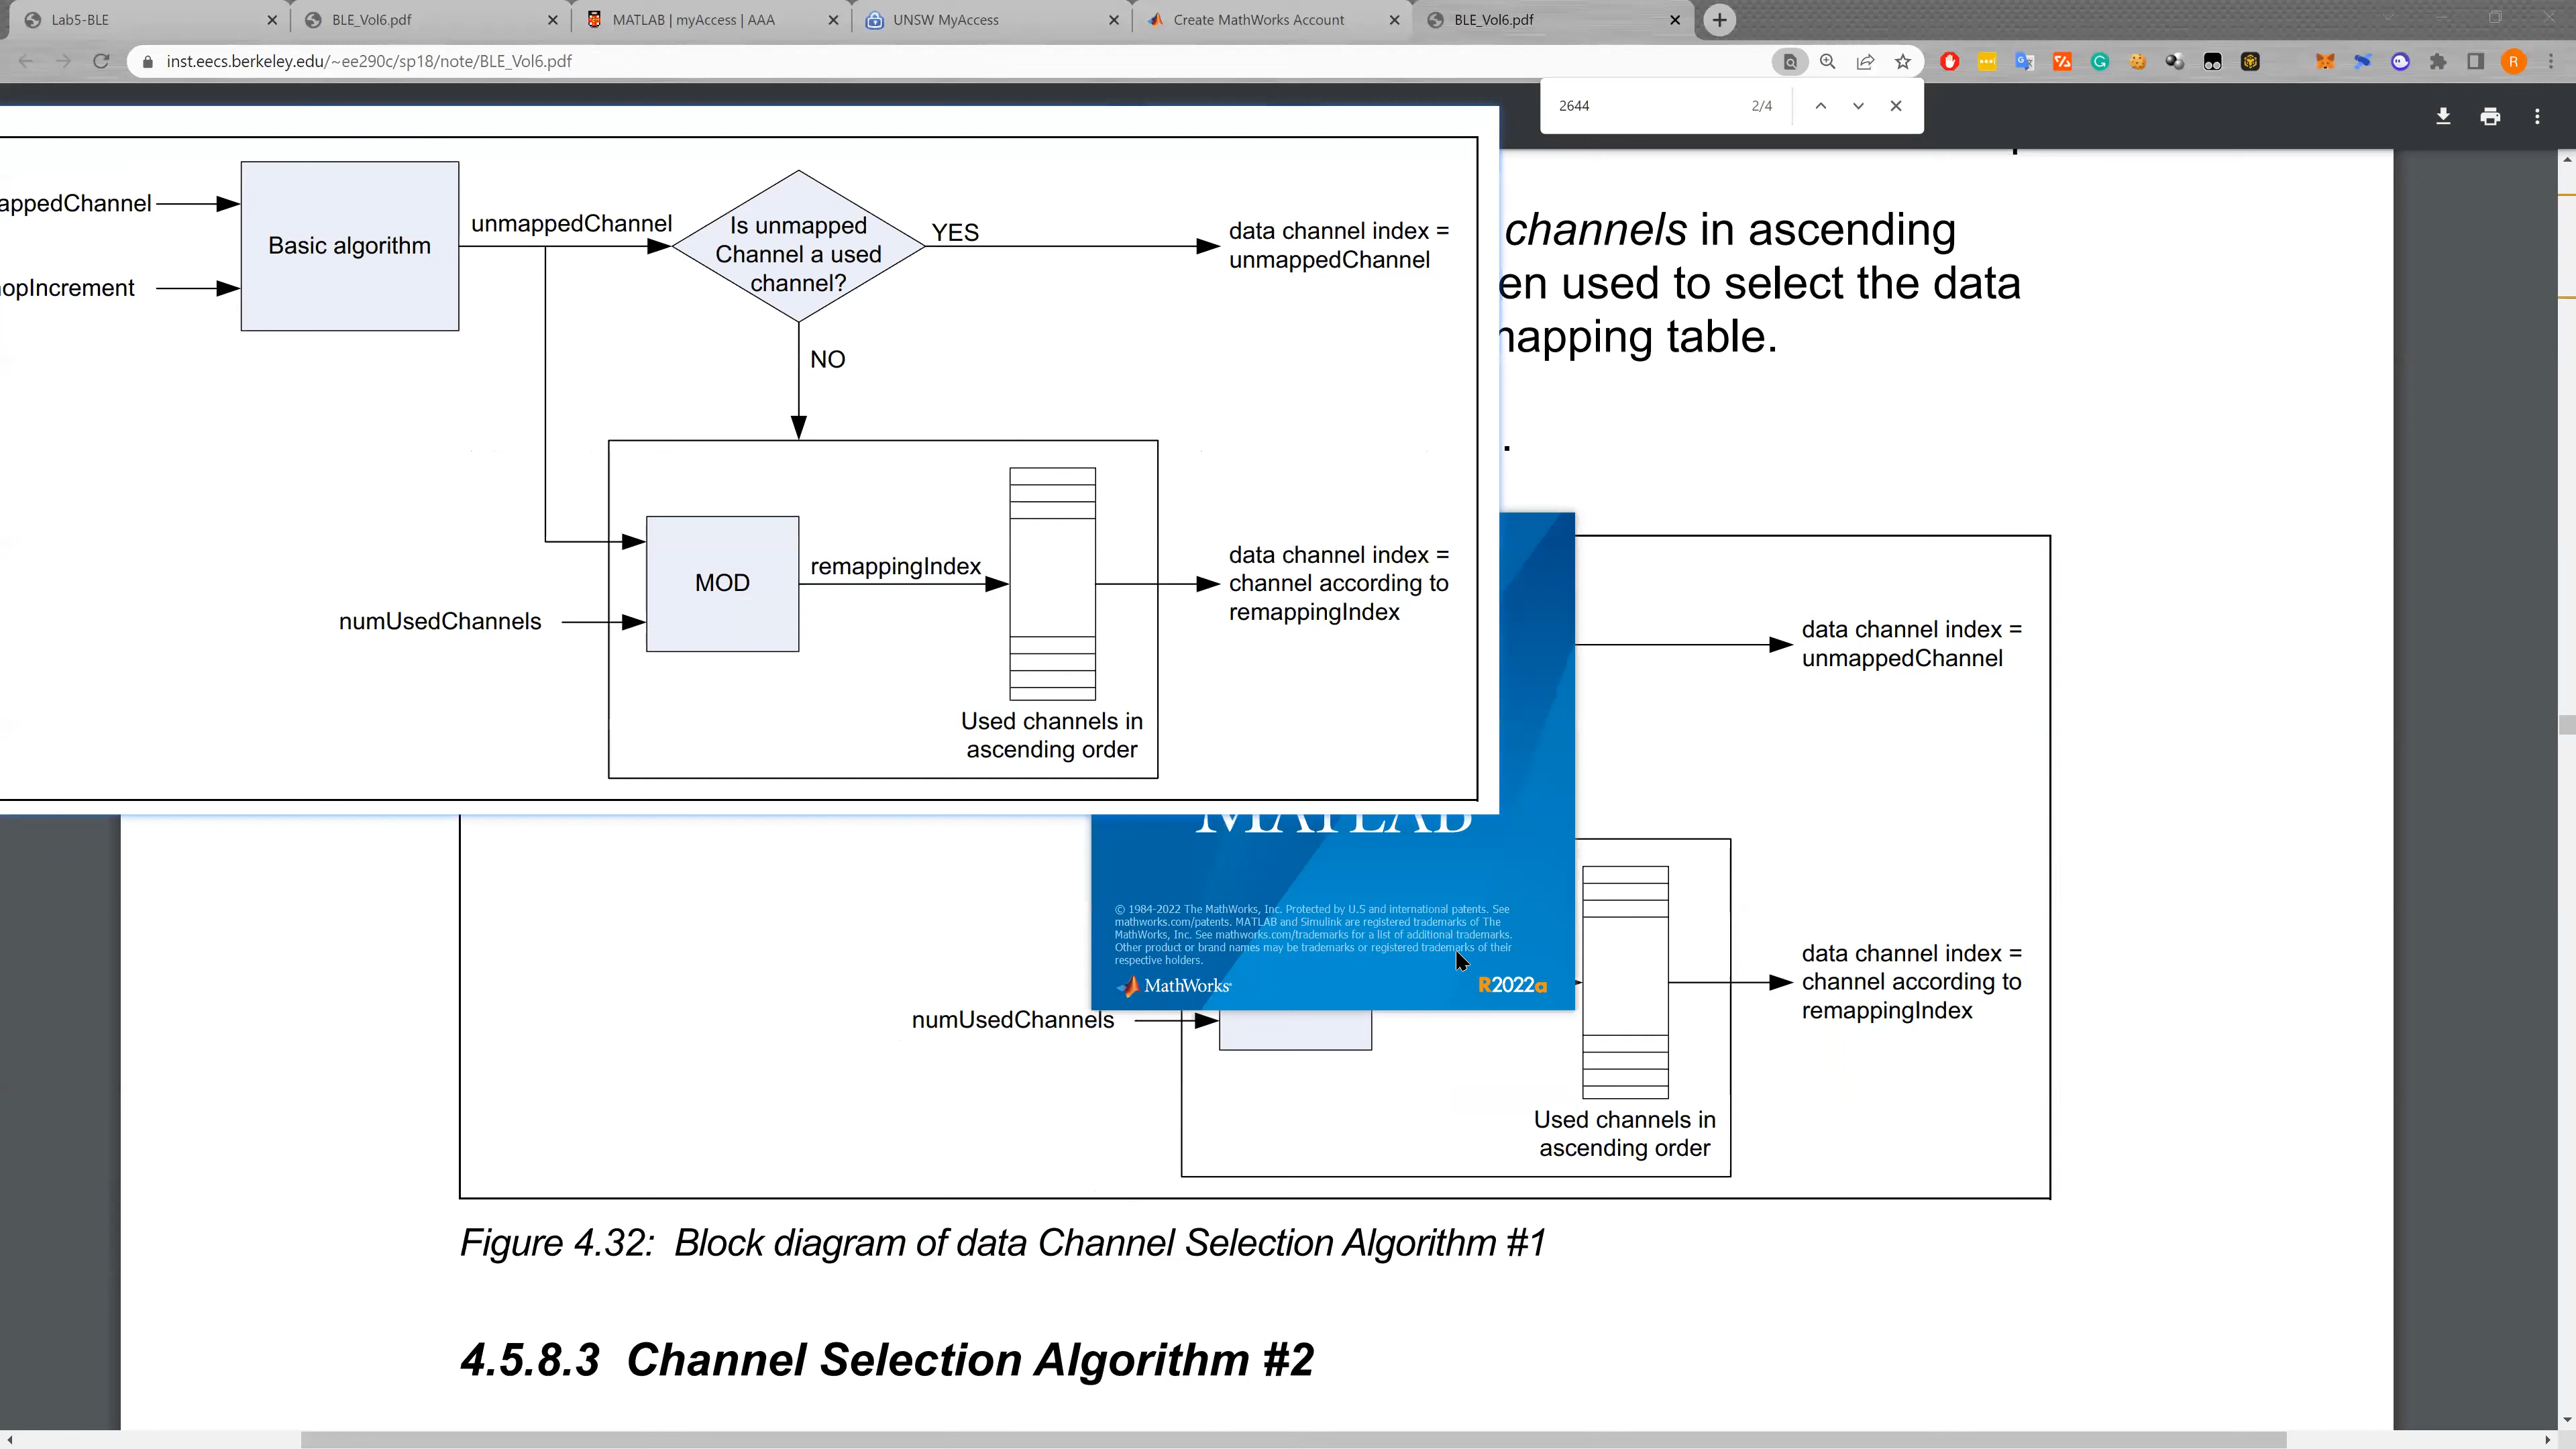 Lab5-BLE
BLE_Vol6.pdf
MATLAB | myAccess | AAA
UNSW MyAccess
Create MathWorks Account
BLE_Vol6.pdf
inst.eecs.berkeley.edu/~ee290c/sp18/note/BLE_Vol6.pdf
R
2644
2/4
appedChannel
opIncrement
Basic algorithm
unmappedChannel
Is unmapped
Channel a used
channel?
YES
data channel index =
unmappedChannel
NO
MOD
numUsedChannels
remappingIndex
data channel index =
channel according to
remappingIndex
Used channels in
ascending order
channels in ascending
en used to select the data
mapping table.
.
data channel index =
unmappedChannel
MATLAB
© 1984-2022 The MathWorks, Inc. Protected by U.S and international patents. See
mathworks.com/patents. MATLAB and Simulink are registered trademarks of The
MathWorks, Inc. See mathworks.com/trademarks for a list of additional trademarks.
Other product or brand names may be trademarks or registered trademarks of their
respective holders.
MathWorks
R2022a
numUsedChannels
data channel index =
channel according to
remappingIndex
Used channels in
ascending order
Figure 4.32: Block diagram of data Channel Selection Algorithm #1
4.5.8.3 Channel Selection Algorithm #2